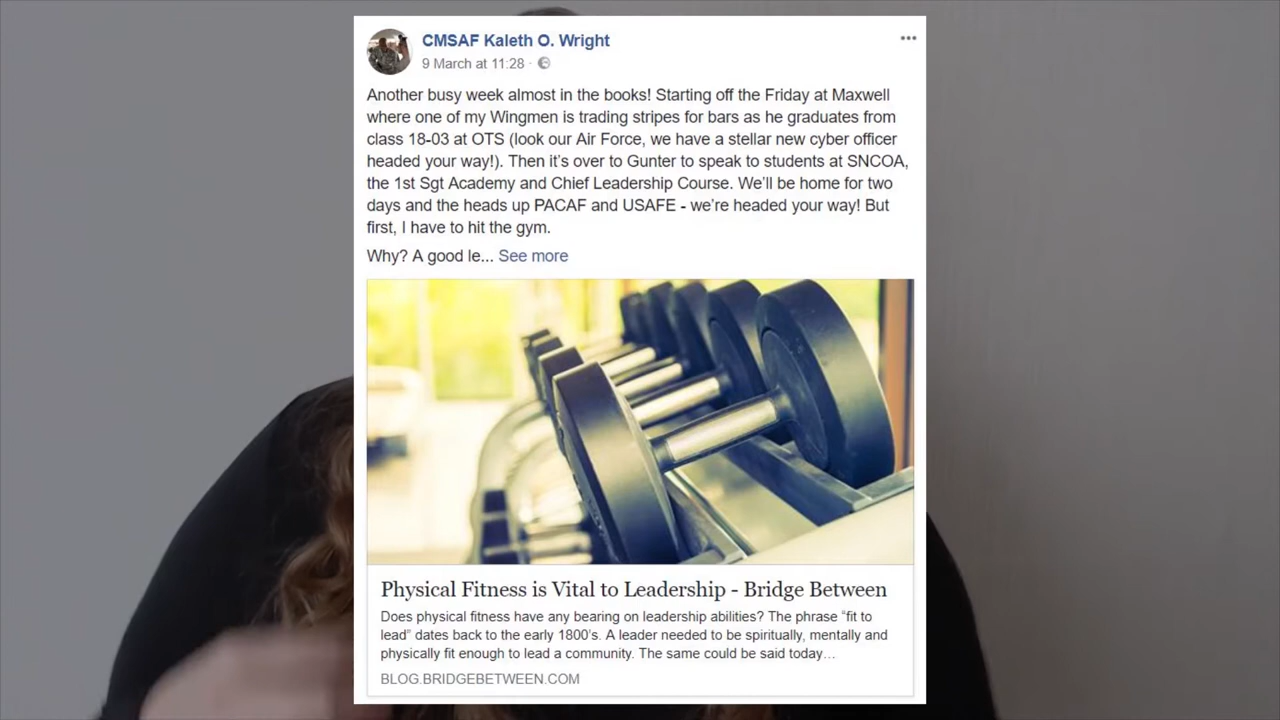 CMSAF Kaleth O. Wright
9 March at 11:28 ·
Another busy week almost in the books! Starting off the Friday at Maxwell
where one of my Wingmen is trading stripes for bars as he graduates from
class 18-03 at OTS (look our Air Force, we have a stellar new cyber officer
headed your way!). Then it's over to Gunter to speak to students at SNCOA,
the 1st Sgt Academy and Chief Leadership Course. We'll be home for two
days and the heads up PACAF and USAFE - we're headed your way! But
first, I have to hit the gym.
Why? A good le... See more
Physical Fitness is Vital to Leadership - Bridge Between
Does physical fitness have any bearing on leadership abilities? The phrase “fit to
lead” dates back to the early 1800's. A leader needed to be spiritually, mentally and
physically fit enough to lead a community. The same could be said today…
BLOG.BRIDGEBETWEEN.COM